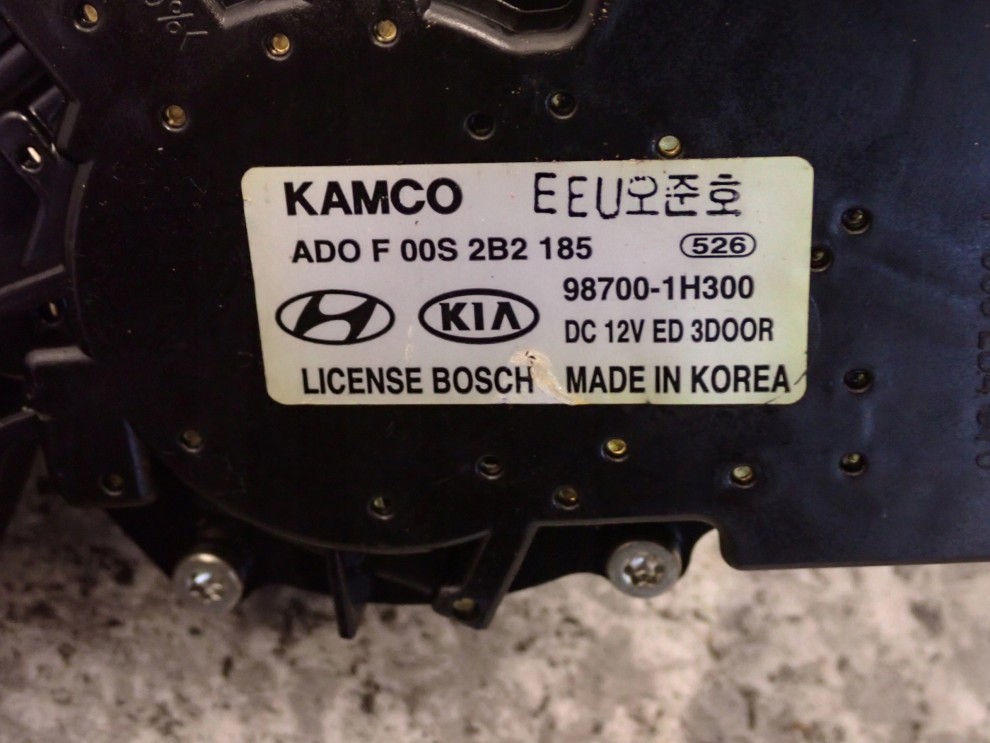 KAMCO EEU오준호
ADO F 00S 2B2 185 526
98700-1H300
KIA DC 12V ED 3DOOR
LICENSE BOSCH MADE IN KOREA